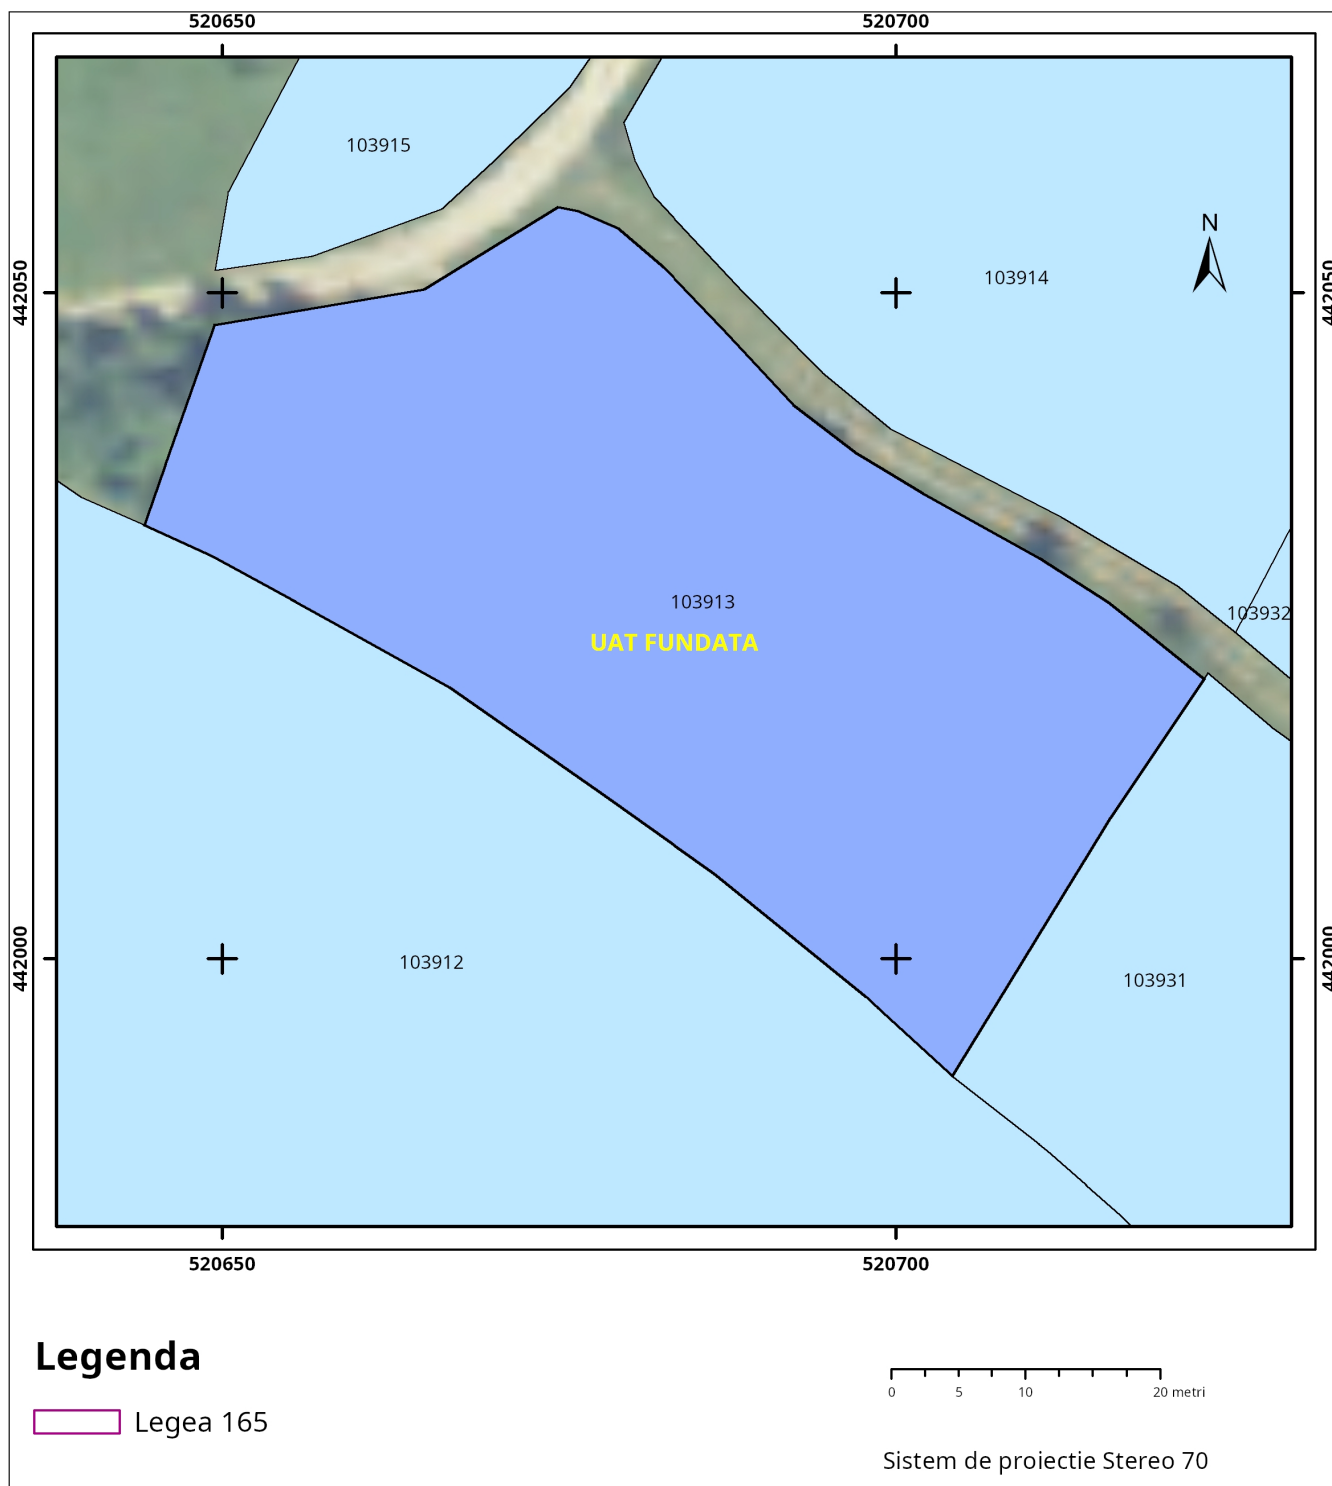 520650 520700
103915
N
442050 103914 442050
103913
103932
UAT FUNDATA
442000 103912 103931 442000
520650 520700
Legenda
0 5 10 20 metri
Legea 165
Sistem de proiectie Stereo 70